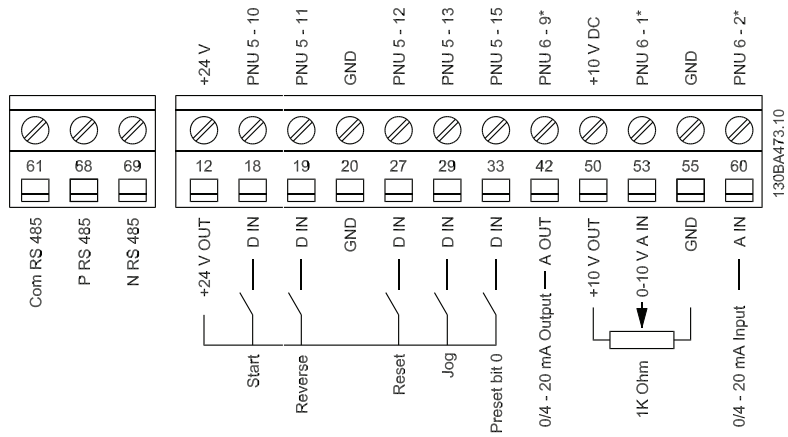 +24 V
PNU 5 - 10
PNU 5 - 11
GND
PNU 5 - 12
PNU 5 - 13
PNU 5 - 15
PNU 6 - 9*
+10 V DC
PNU 6 - 1*
GND
PNU 6 - 2*
61 68 69
12 18 19 20 27 29 33 42 50 53 55 60
130BA473.10
Com RS 485
P RS 485
N RS 485
+24 V OUT
D IN
D IN
GND
D IN
D IN
D IN
0/4 - 20 mA Output — A OUT
+10 V OUT
0-10 V A IN
GND
0/4 - 20 mA Input — A IN
Start
Reverse
Reset
Jog
Preset bit 0
1K Ohm